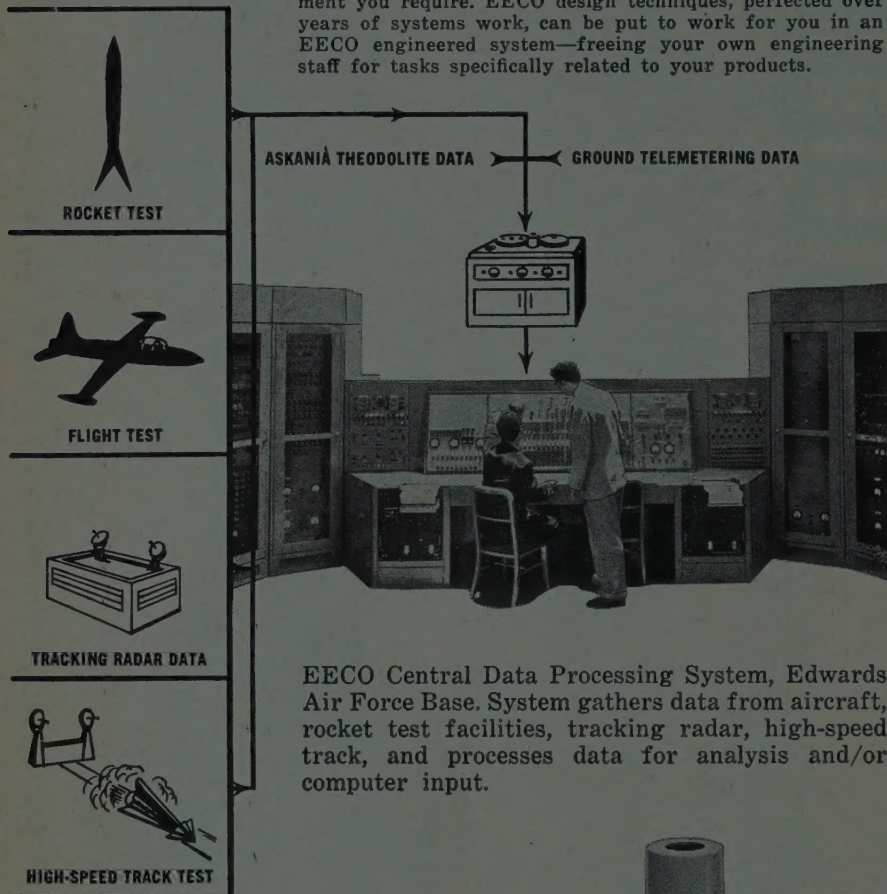 ment you require. EECO design techniques, perfected over
years of systems work, can be put to work for you in an
EECO engineered system—freeing your own engineering
staff for tasks specifically related to your products.
ASKANIA THEODOLITE DATA
GROUND TELEMETERING DATA
ROCKET TEST
FLIGHT TEST
TRACKING RADAR DATA
HIGH-SPEED TRACK TEST
EECO Central Data Processing System, Edwards
Air Force Base. System gathers data from aircraft,
rocket test facilities, tracking radar, high-speed
track, and processes data for analysis and/or
computer input.